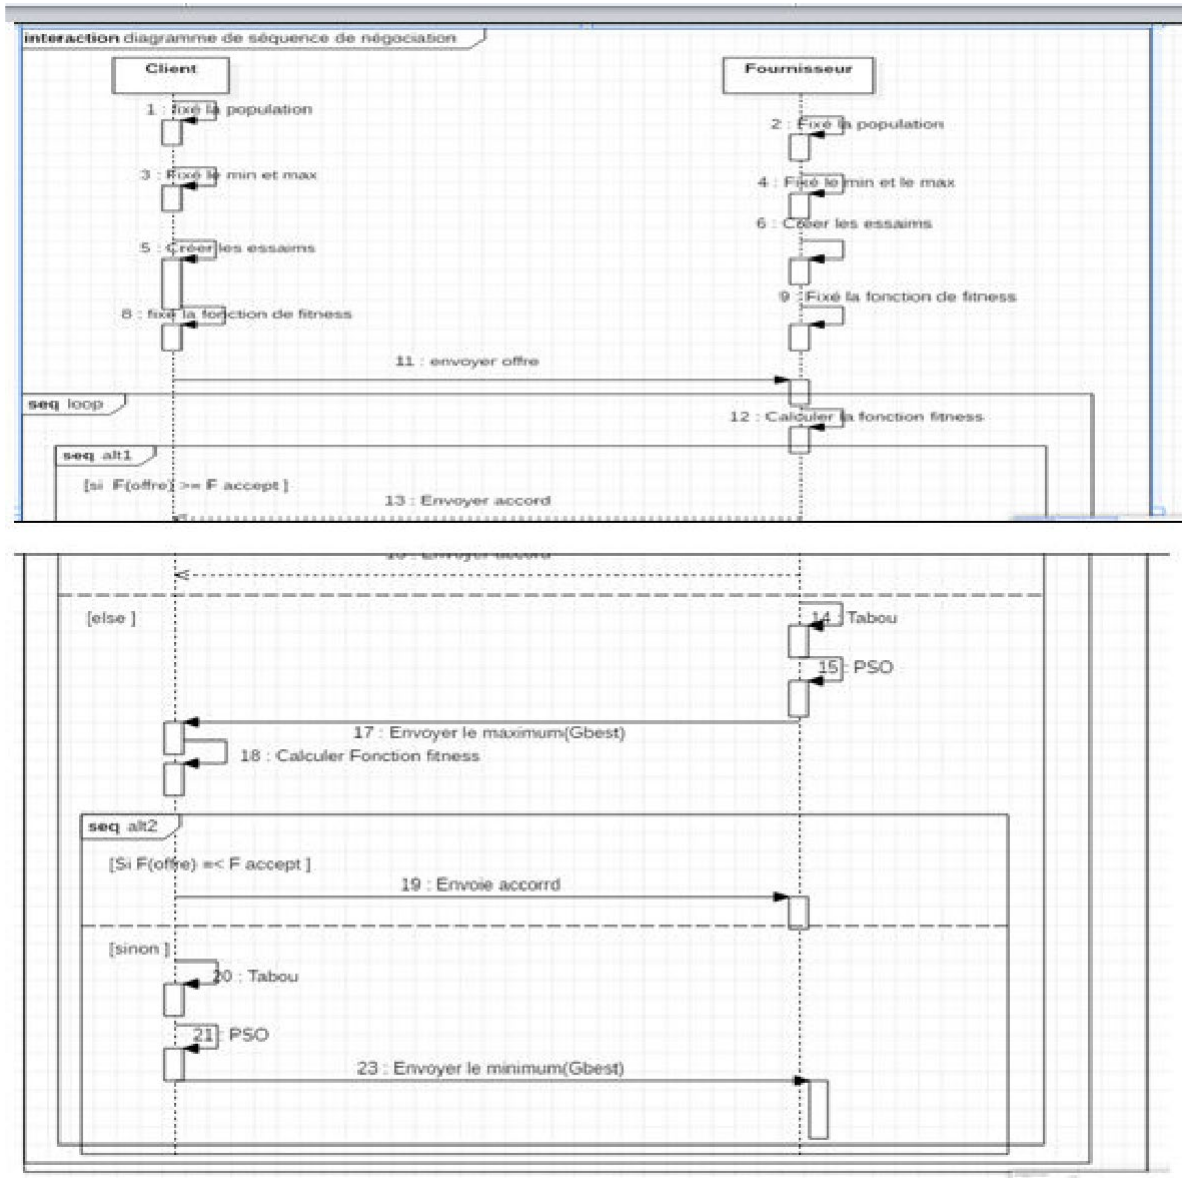 interaction diagramme de séquence de négociation
Client
Fournisseur
1 : fixé la population
2 : Fixé la population
3 : Fixé le min et max
4 : Fixé le min et le max
6 : Créer les essaims
5 : Créer les essaims
9 : Fixé la fonction de fitness
8 : fixé la fonction de fitness
11 : envoyer offre
seq loop
12 : Calculer la fonction fitness
seq alt1
[si F(offre) >= F accept ]
13 : Envoyer accord
13 : Envoyer accord
[else ]
14 : Tabou
15 : PSO
17 : Envoyer le maximum(Gbest)
18 : Calculer Fonction fitness
seq alt2
[Si F(offre) =< F accept ]
19 : Envoie accorrd
[sinon ]
20 : Tabou
21 : PSO
23 : Envoyer le minimum(Gbest)